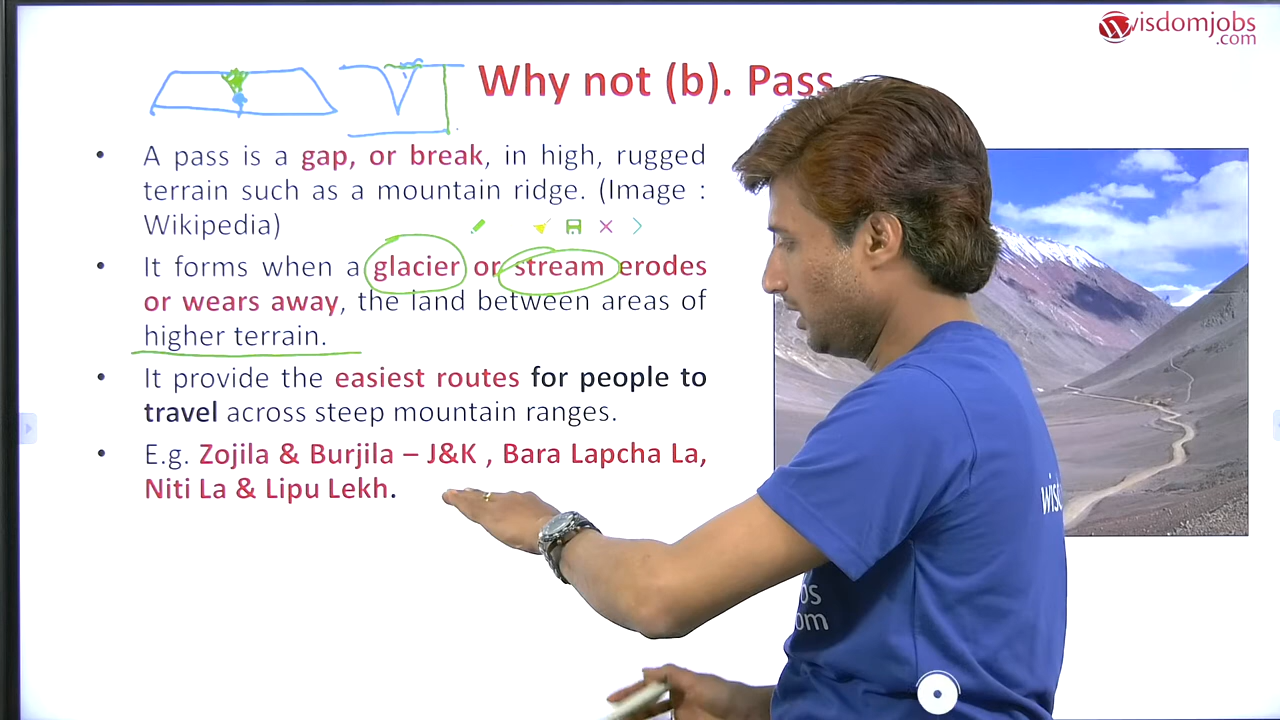 wisdomjobs
.com
Why not (b). Pass
• A pass is a gap, or break, in high, rugged
terrain such as a mountain ridge. (Image :
Wikipedia)
• It forms when a glacier or stream erodes
or wears away, the land between areas of
higher terrain.
• It provide the easiest routes for people to
travel across steep mountain ranges.
• E.g. Zojila & Burjila – J&K , Bara Lapcha La,
Niti La & Lipu Lekh.